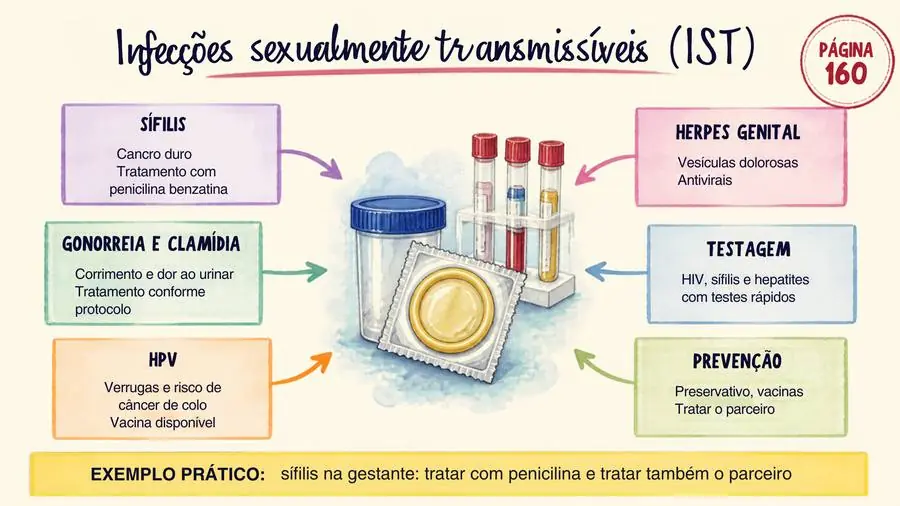 Infecções sexualmente transmissíveis (IST)
PÁGINA
160
SÍFILIS
Cancro duro
Tratamento com
penicilina benzatina
GONORREIA E CLAMÍDIA
Corrimento e dor ao urinar
Tratamento conforme
protocolo
HPV
Verrugas e risco de
câncer de colo
Vacina disponível
HERPES GENITAL
Vesículas dolorosas
Antivirais
TESTAGEM
HIV, sífilis e hepatites
com testes rápidos
PREVENÇÃO
Preservativo, vacinas
Tratar o parceiro
EXEMPLO PRÁTICO: sífilis na gestante: tratar com penicilina e tratar também o parceiro